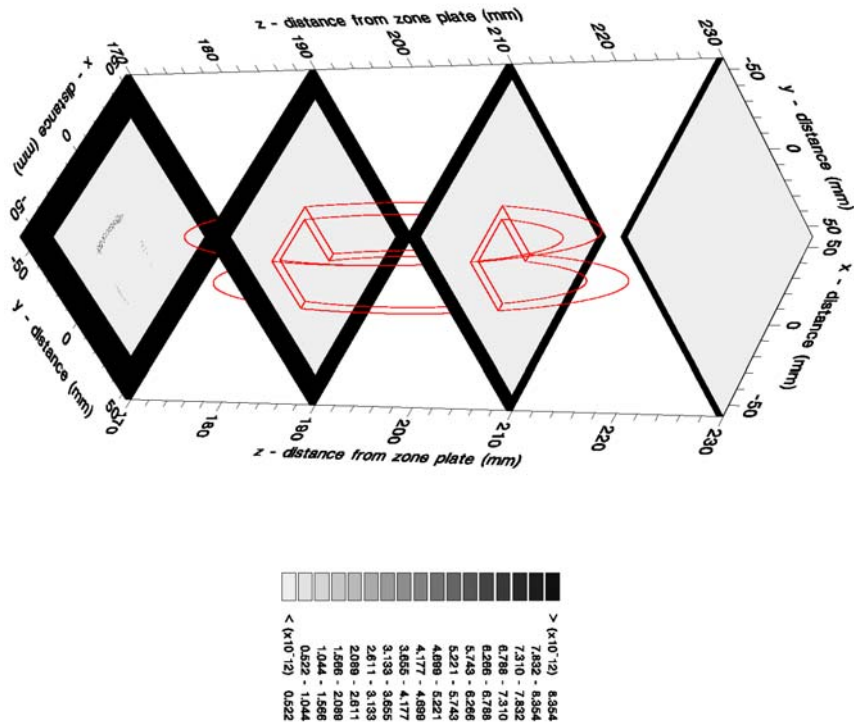 z - distance from zone plate (mm)
170
180
190
200
210
220
230
x - distance (mm)
50
0
-50
y - distance (mm)
-50
0
50
y - distance (mm)
-50
0
50
x - distance (mm)
50
0
-50
170
180
190
200
210
220
230
z - distance from zone plate (mm)
> (x10^-12) 8.354
7.832 - 8.354
7.310 - 7.832
6.788 - 7.310
6.266 - 6.788
5.743 - 6.266
5.221 - 5.743
4.699 - 5.221
4.177 - 4.699
3.655 - 4.177
3.133 - 3.655
2.611 - 3.133
2.089 - 2.611
1.566 - 2.089
1.044 - 1.566
0.522 - 1.044
< (x10^-12) 0.522